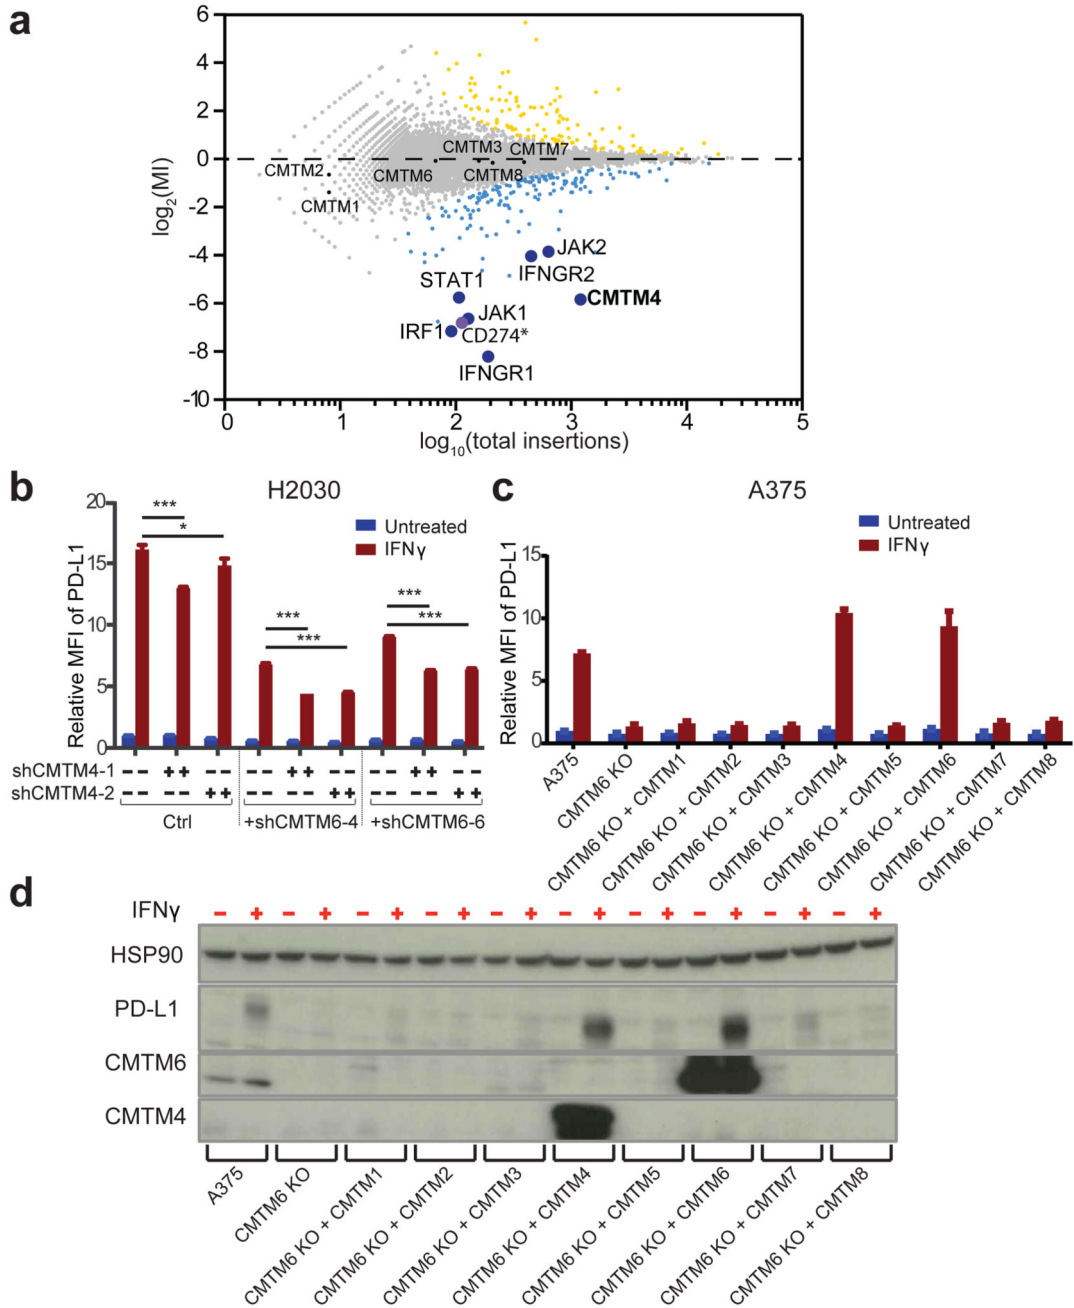 a
6
4
2
0
-2
-4
-6
-8
-10
log2(MI)
CMTM3
CMTM7
CMTM2
CMTM6
CMTM8
CMTM1
JAK2
IFNGR2
STAT1
CMTM4
JAK1
IRF1
CD274*
IFNGR1
0 1 2 3 4 5
log10(total insertions)
b
H2030
20
15
10
5
0
Relative MFI of PD-L1
***
*
Untreated
IFNγ
***
***
***
***
shCMTM4-1 -- ++ -- -- ++ -- -- ++ --
shCMTM4-2 -- -- ++ -- -- ++ -- -- ++
Ctrl
+shCMTM6-4
+shCMTM6-6
c
A375
Untreated
IFNγ
15
10
5
0
Relative MFI of PD-L1
A375
CMTM6 KO
CMTM6 KO + CMTM1
CMTM6 KO + CMTM2
CMTM6 KO + CMTM3
CMTM6 KO + CMTM4
CMTM6 KO + CMTM5
CMTM6 KO + CMTM6
CMTM6 KO + CMTM7
CMTM6 KO + CMTM8
d
IFNγ - + - + - + - + - + - + - + - + - + - +
HSP90
PD-L1
CMTM6
CMTM4
A375
CMTM6 KO
CMTM6 KO + CMTM1
CMTM6 KO + CMTM2
CMTM6 KO + CMTM3
CMTM6 KO + CMTM4
CMTM6 KO + CMTM5
CMTM6 KO + CMTM6
CMTM6 KO + CMTM7
CMTM6 KO + CMTM8